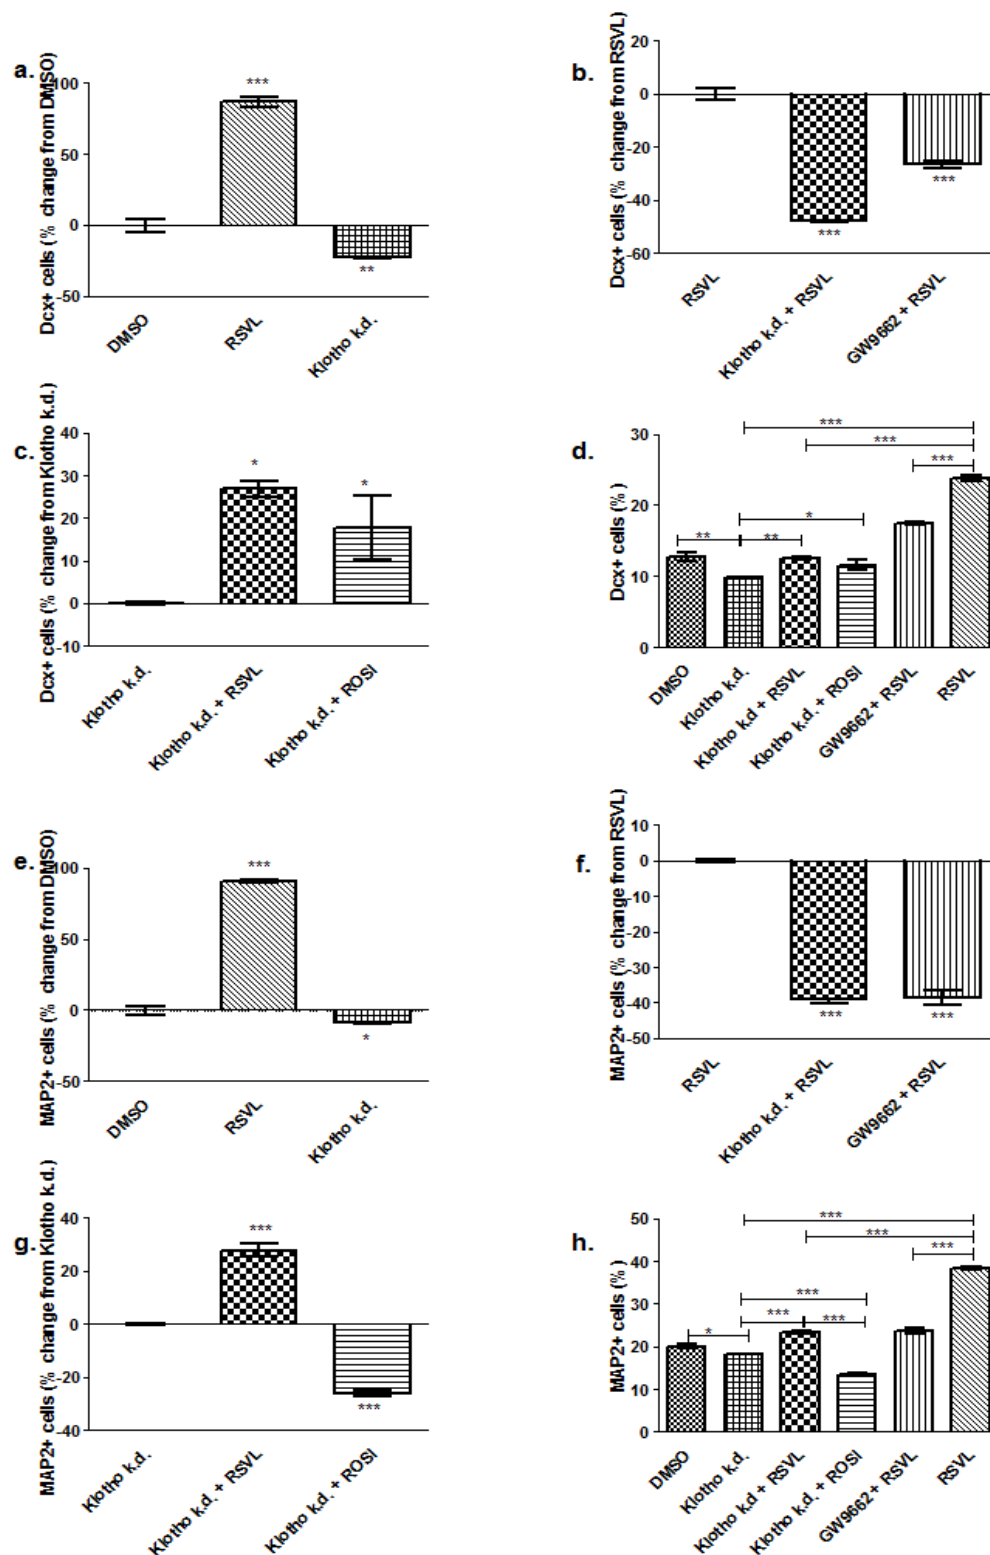 a.
Dcx+ cells (% change from DMSO)
100
50
0
-50
***
**
DMSO
RSVL
Klotho k.d.
b.
Dcx+ cells (% change from RSVL)
20
0
-20
-40
-60
***
***
RSVL
Klotho k.d. + RSVL
GW9662 + RSVL
c.
Dcx+ cells (% change from Klotho k.d.)
40
30
20
10
0
-10
*
*
Klotho k.d.
Klotho k.d. + RSVL
Klotho k.d. + ROSI
d.
Dcx+ cells (%)
30
20
10
0
***
***
***
*
**
**
DMSO
Klotho k.d.
Klotho k.d + RSVL
Klotho k.d. + ROSI
GW9662 + RSVL
RSVL
e.
MAP2+ cells (% change from DMSO)
100
50
0
-50
***
*
DMSO
RSVL
Klotho k.d.
f.
MAP2+ cells (% change from RSVL)
10
0
-10
-20
-30
-40
-50
***
***
RSVL
Klotho k.d. + RSVL
GW9662 + RSVL
g.
MAP2+ cells (% change from Klotho k.d.)
40
20
0
-20
-40
***
***
Klotho k.d.
Klotho k.d. + RSVL
Klotho k.d. + ROSI
h.
MAP2+ cells (%)
50
40
30
20
10
0
***
***
***
***
***
***
*
DMSO
Klotho k.d.
Klotho k.d + RSVL
Klotho k.d. + ROSI
GW9662 + RSVL
RSVL